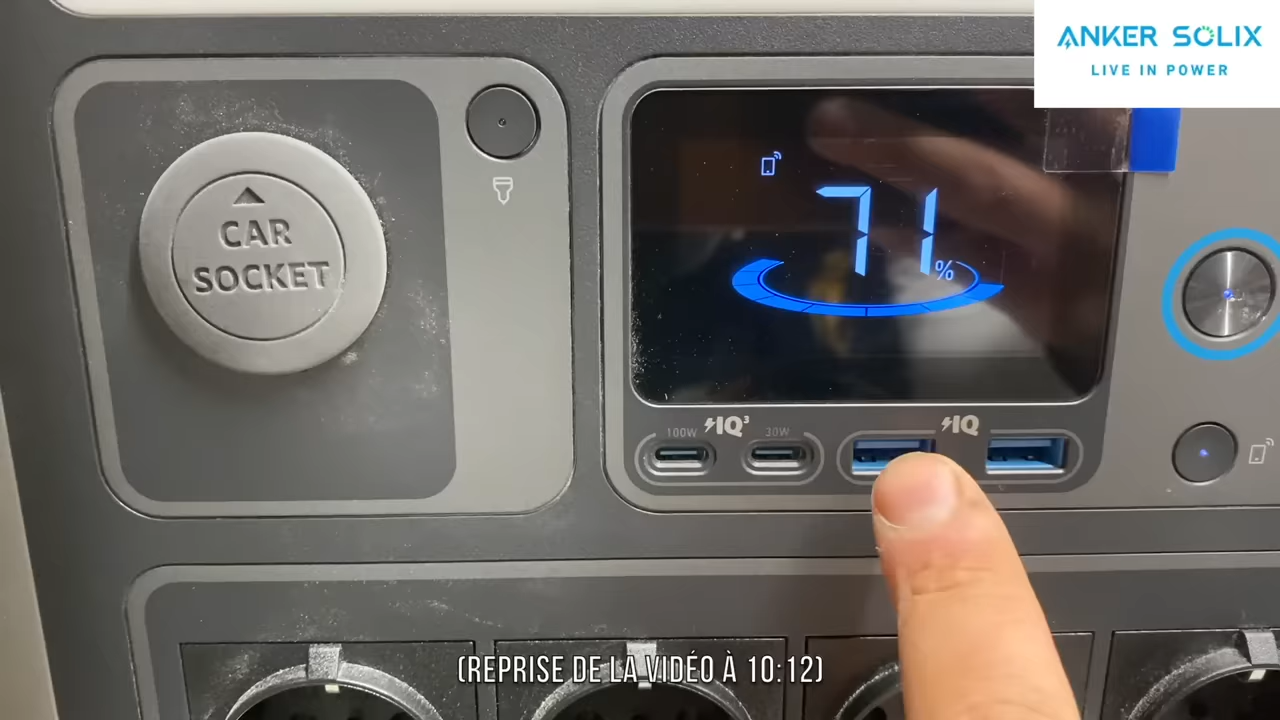 ANKER SOLIX
LIVE IN POWER
CAR
SOCKET
71
%
100W
IQ³
30W
IQ
(REPRISE DE LA VIDÉO À 10:12)